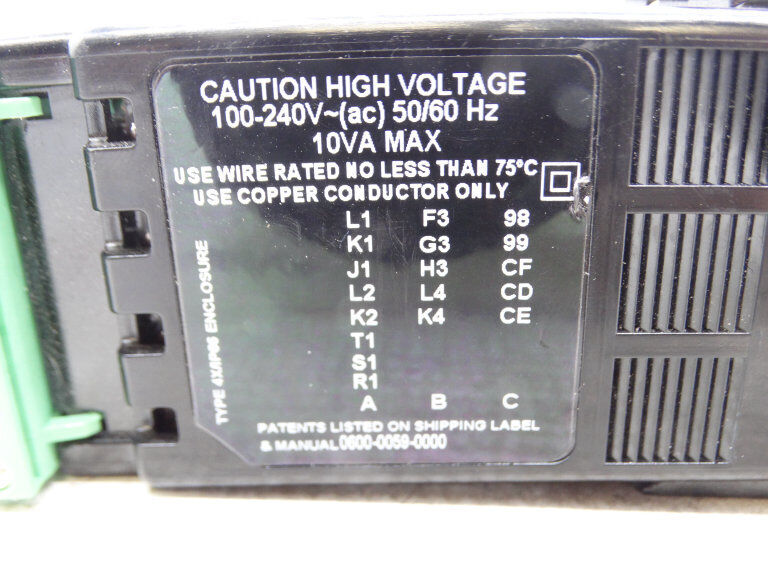 CAUTION HIGH VOLTAGE
100-240V~(ac) 50/60 Hz
10VA MAX
USE WIRE RATED NO LESS THAN 75°C
USE COPPER CONDUCTOR ONLY
L1 F3 98
K1 G3 99
J1 H3 CF
L2 L4 CD
K2 K4 CE
T1
S1
R1
A B C
TYPE 4X/IP66 ENCLOSURE
PATENTS LISTED ON SHIPPING LABEL
& MANUAL 0600-0059-0000